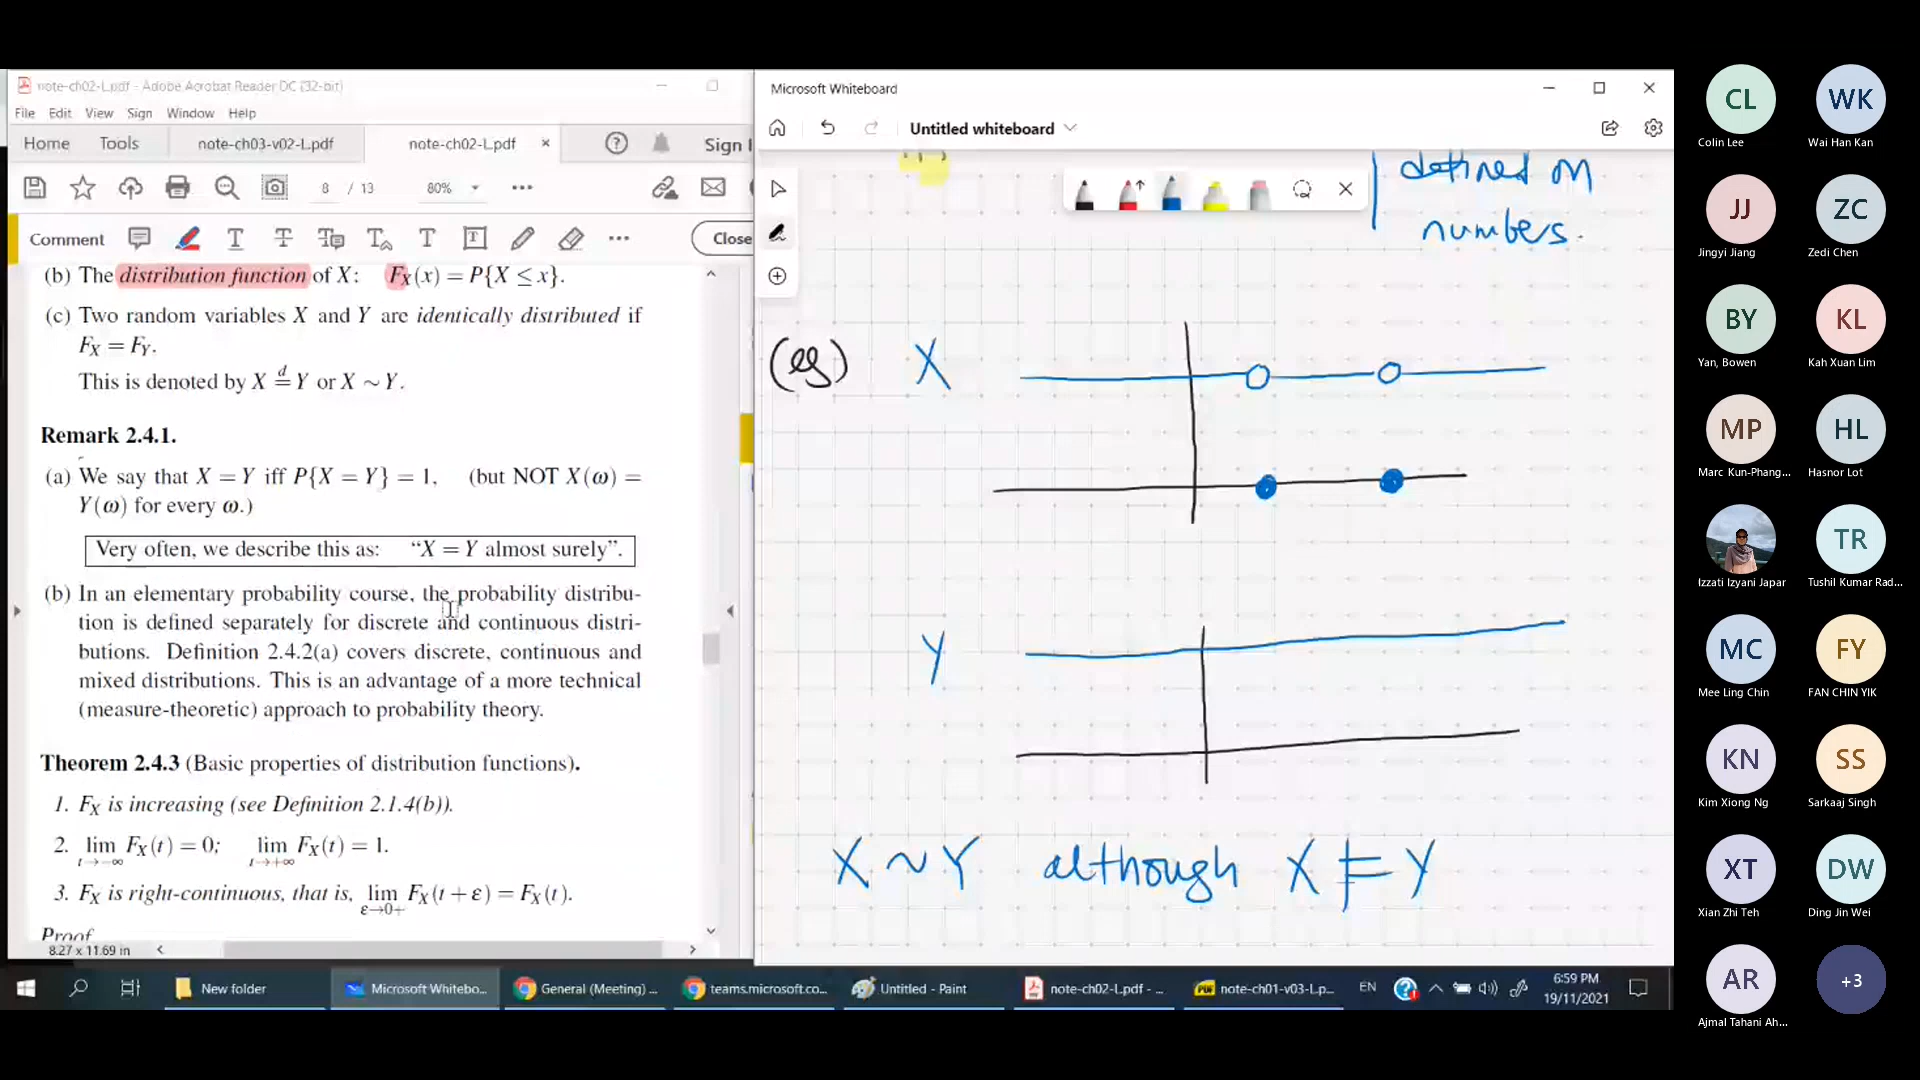 note-ch02-L.pdf - Adobe Acrobat Reader DC (32-bit)
File Edit View Sign Window Help
Home Tools note-ch03-v02-L.pdf note-ch02-L.pdf × Sign I
8 / 13 80%
Comment Close
(b) The distribution function of X: F_X(x) = P{X ≤ x}.
(c) Two random variables X and Y are identically distributed if
F_X = F_Y.
This is denoted by X =^d Y or X ∼ Y.
Remark 2.4.1.
(a) We say that X = Y iff P{X = Y} = 1, (but NOT X(ω) =
Y(ω) for every ω.)
Very often, we describe this as: “X = Y almost surely”.
(b) In an elementary probability course, the probability distribu-
tion is defined separately for discrete and continuous distri-
butions. Definition 2.4.2(a) covers discrete, continuous and
mixed distributions. This is an advantage of a more technical
(measure-theoretic) approach to probability theory.
Theorem 2.4.3 (Basic properties of distribution functions).
1. F_X is increasing (see Definition 2.1.4(b)).
2. lim_{t→−∞} F_X(t) = 0; lim_{t→+∞} F_X(t) = 1.
3. F_X is right-continuous, that is, lim_{ε→0+} F_X(t + ε) = F_X(t).
Proof
8.27 x 11.69 in
Microsoft Whiteboard
Untitled whiteboard
defined on
numbers.
(eg) X
Y
X ~ Y although X ≠ Y
CL WK
Colin Lee Wai Han Kan
JJ ZC
Jingyi Jiang Zedi Chen
BY KL
Yan, Bowen Kah Xuan Lim
MP HL
Marc Kun-Phang... Hasnor Lot
TR
Izzati Izyani Japar Tushil Kumar Rad...
MC FY
Mee Ling Chin FAN CHIN YIK
KN SS
Kim Xiong Ng Sarkaaj Singh
XT DW
Xian Zhi Teh Ding Jin Wei
AR +3
Ajmal Tahani Ah...
New folder Microsoft Whitebo... General (Meeting) ... teams.microsoft.co... Untitled - Paint note-ch02-L.pdf - ... note-ch01-v03-L.p... EN 6:59 PM
19/11/2021